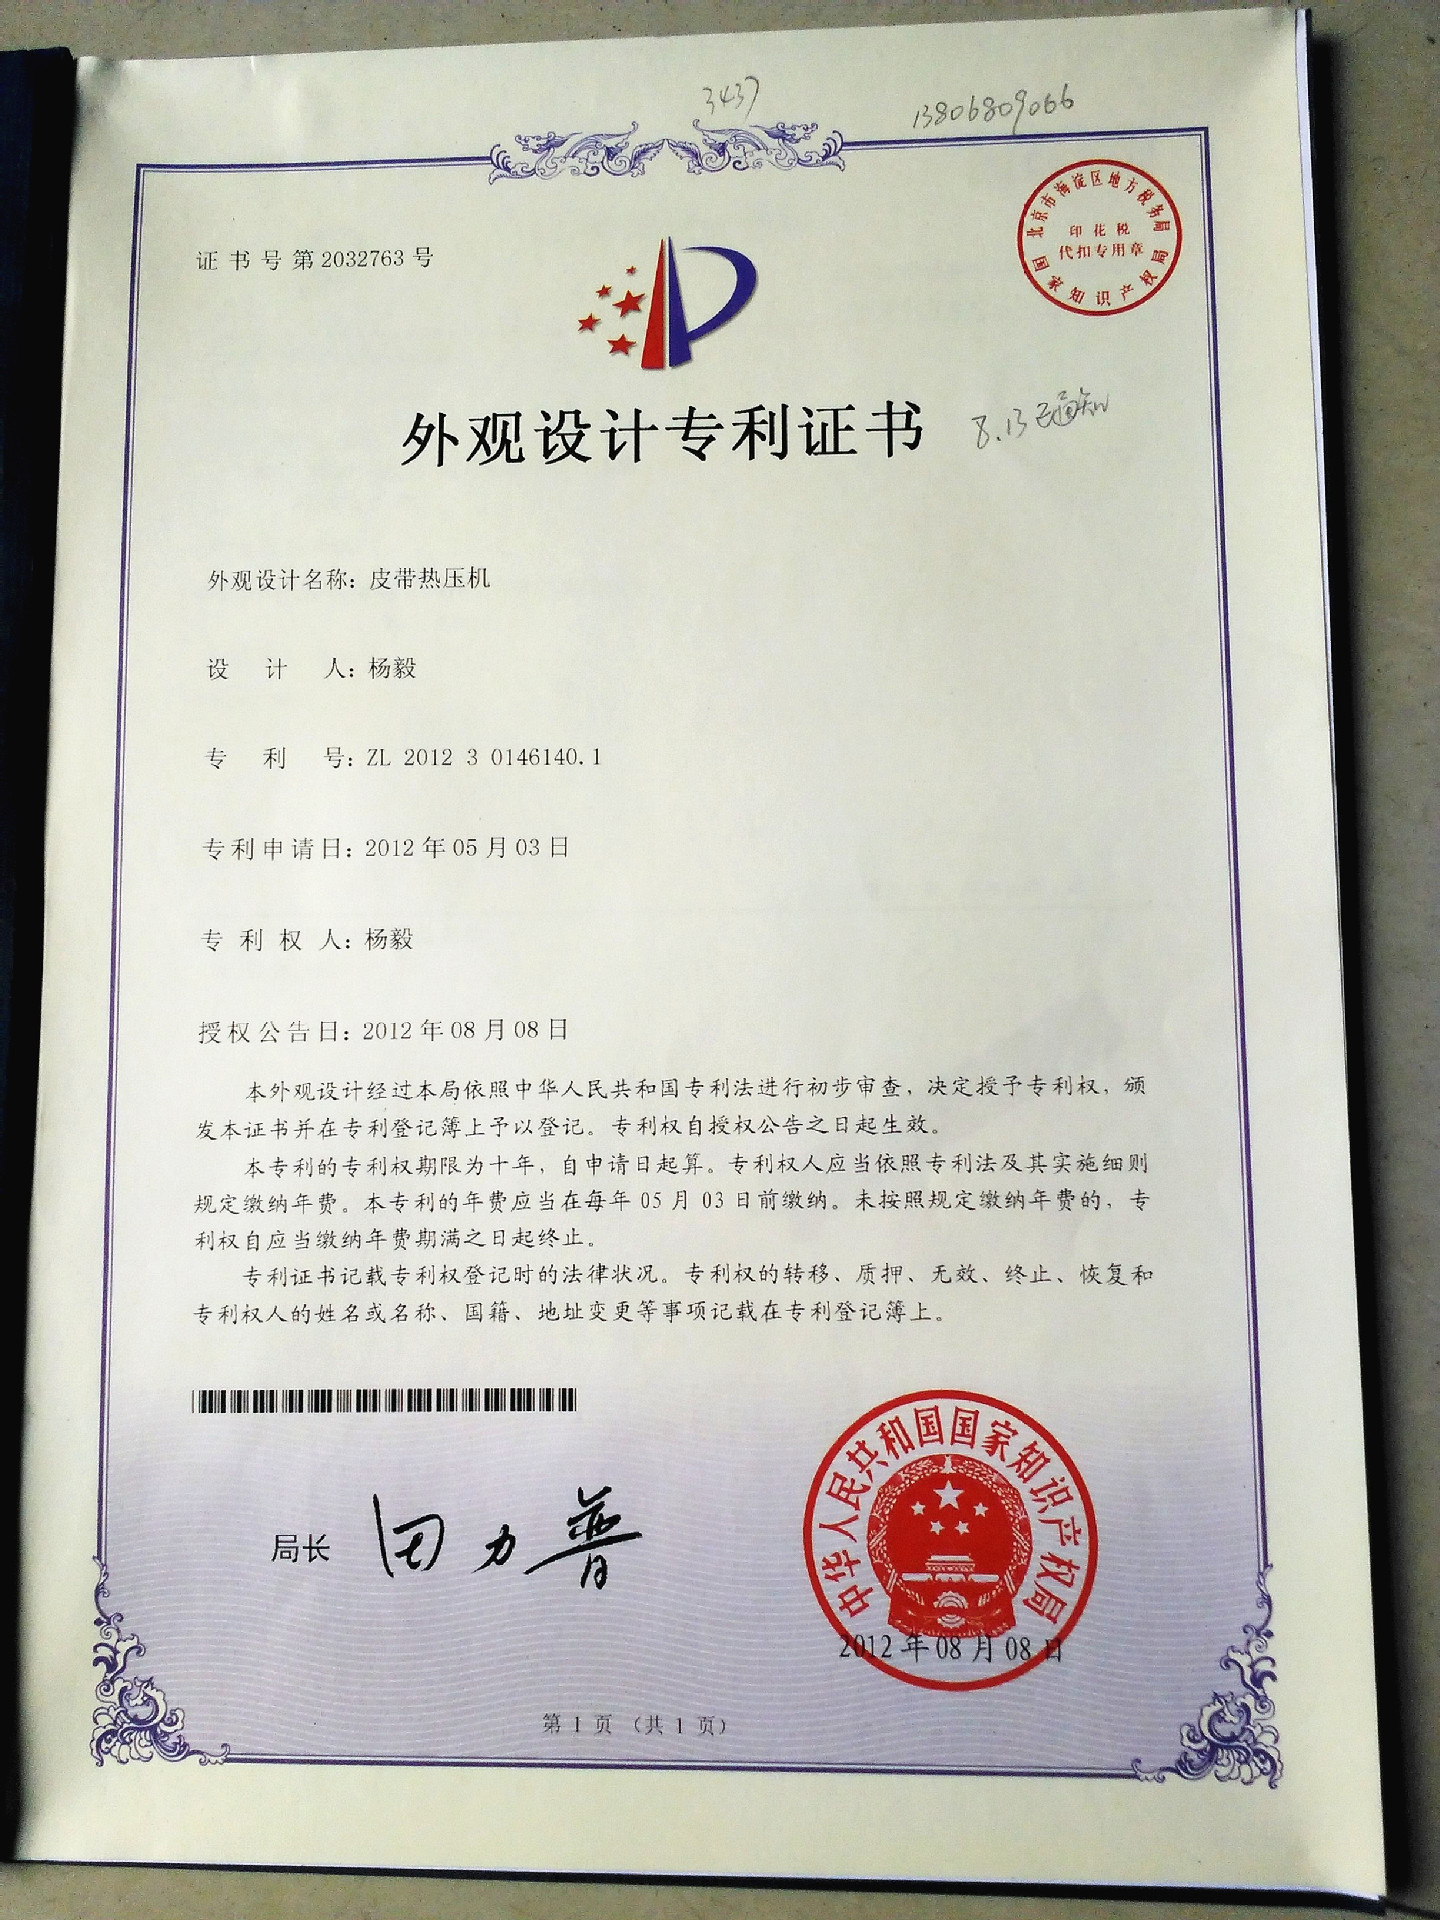 3437
13806809066
证书号第2032763号
北京市海淀区地方税务局
印花税
代扣专用章
国家知识产权局
外观设计专利证书
8.13已通知
外观设计名称：皮带热压机
设计人：杨毅
专利号：ZL 2012 3 0146140.1
专利申请日：2012年05月03日
专利权人：杨毅
授权公告日：2012年08月08日
本外观设计经过本局依照中华人民共和国专利法进行初步审查，决定授予专利权，颁
发本证书并在专利登记簿上予以登记。专利权自授权公告之日起生效。
本专利的专利权期限为十年，自申请日起算。专利权人应当依照专利法及其实施细则
规定缴纳年费。本专利的年费应当在每年05月03日前缴纳。未按照规定缴纳年费的，专
利权自应当缴纳年费期满之日起终止。
专利证书记载专利权登记时的法律状况。专利权的转移、质押、无效、终止、恢复和
专利权人的姓名或名称、国籍、地址变更等事项记载在专利登记簿上。
局长 田力普
中华人民共和国国家知识产权局
2012年08月08日
第1页（共1页）